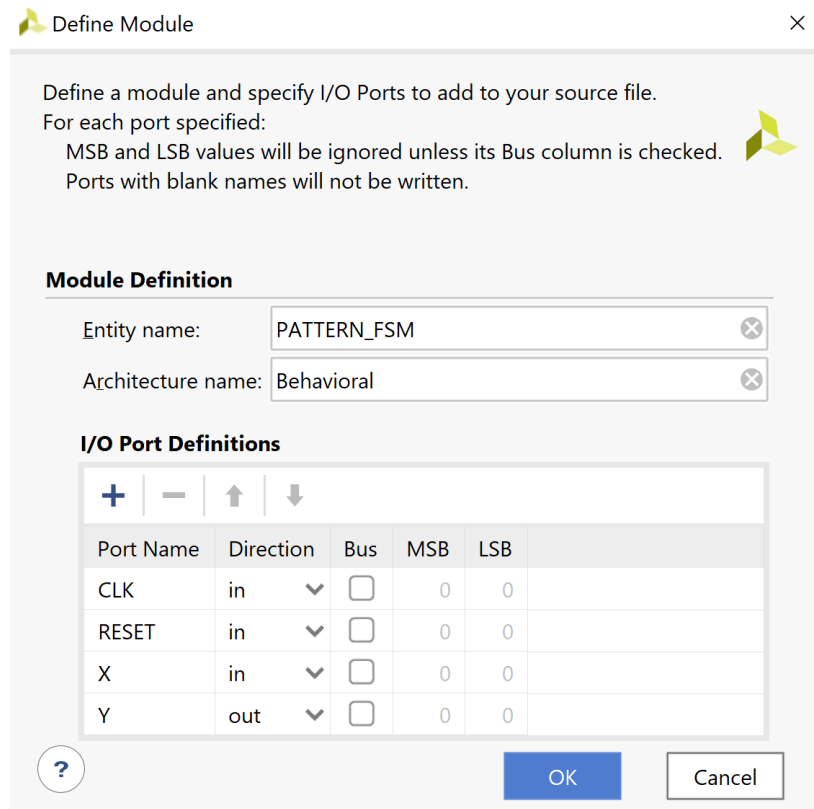 Define Module
Define a module and specify I/O Ports to add to your source file.
For each port specified:
MSB and LSB values will be ignored unless its Bus column is checked.
Ports with blank names will not be written.
Module Definition
Entity name: PATTERN_FSM
Architecture name: Behavioral
I/O Port Definitions
Port Name Direction Bus MSB LSB
CLK in 0 0
RESET in 0 0
X in 0 0
Y out 0 0
? OK Cancel